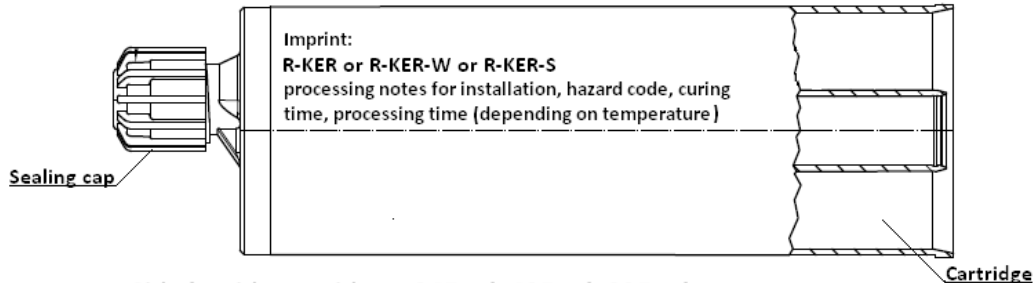 Imprint:
R-KER or R-KER-W or R-KER-S
processing notes for installation, hazard code, curing
time, processing time (depending on temperature)
Sealing cap
Cartridge